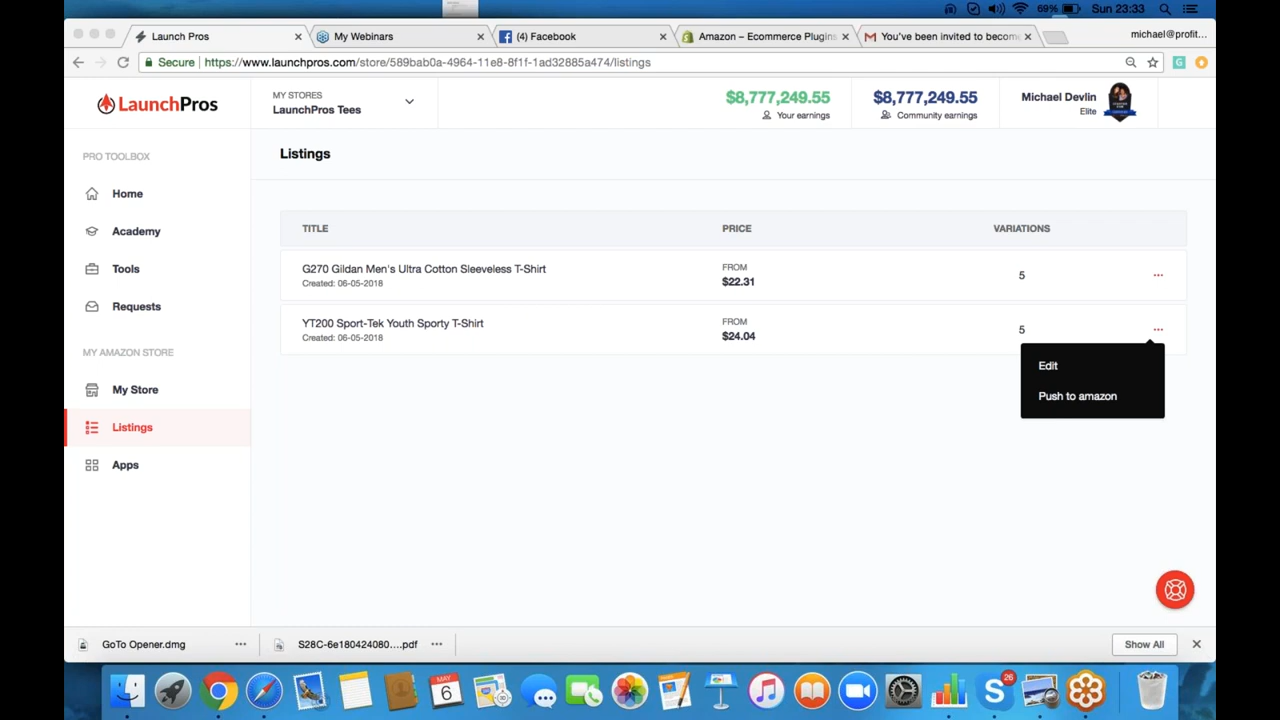 69% Sun 23:33
Launch Pros
My Webinars
(4) Facebook
Amazon – Ecommerce Plugins
You've been invited to becom
michael@profit...
Secure
https://www.launchpros.com/store/589bab0a-4964-11e8-8f1f-1ad32885a474/listings
LaunchPros
MY STORES
LaunchPros Tees
$8,777,249.55
Your earnings
$8,777,249.55
Community earnings
Michael Devlin
Elite
PRO TOOLBOX
Home
Academy
Tools
Requests
MY AMAZON STORE
My Store
Listings
Apps
Listings
TITLE PRICE VARIATIONS
G270 Gildan Men's Ultra Cotton Sleeveless T-Shirt
Created: 06-05-2018
FROM
$22.31
5
YT200 Sport-Tek Youth Sporty T-Shirt
Created: 06-05-2018
FROM
$24.04
5
Edit
Push to amazon
GoTo Opener.dmg
S28C-6e180424080....pdf
Show All
MAY
6
26